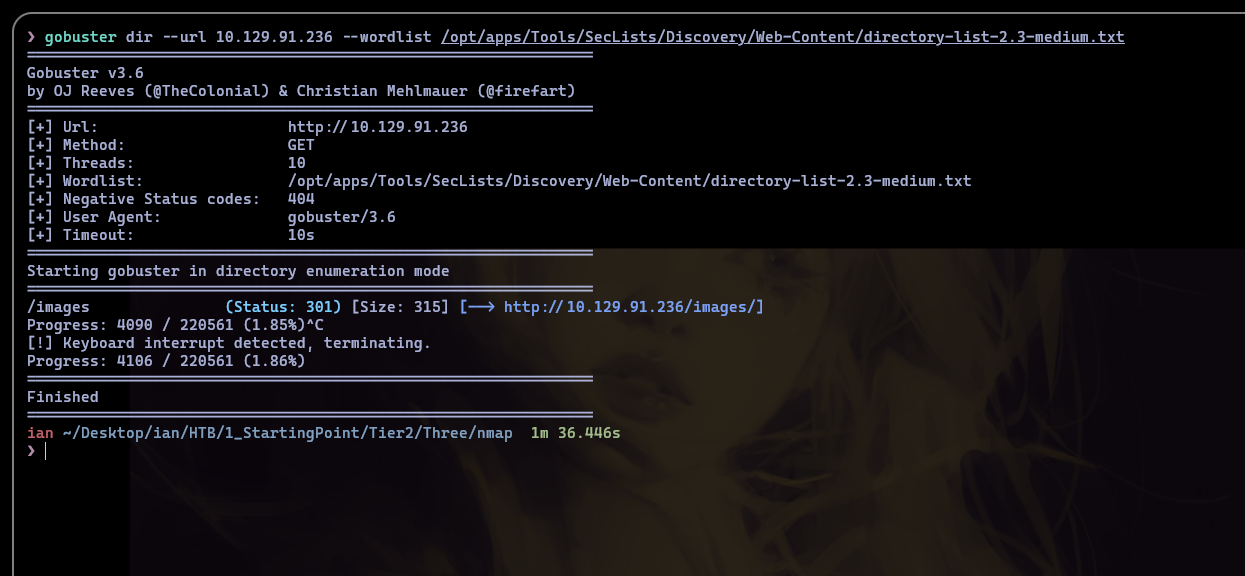 ❯ gobuster dir --url 10.129.91.236 --wordlist /opt/apps/Tools/SecLists/Discovery/Web-Content/directory-list-2.3-medium.txt
===============================================================
Gobuster v3.6
by OJ Reeves (@TheColonial) & Christian Mehlmauer (@firefart)
===============================================================
[+] Url:                     http://10.129.91.236
[+] Method:                  GET
[+] Threads:                 10
[+] Wordlist:                /opt/apps/Tools/SecLists/Discovery/Web-Content/directory-list-2.3-medium.txt
[+] Negative Status codes:   404
[+] User Agent:              gobuster/3.6
[+] Timeout:                 10s
===============================================================
Starting gobuster in directory enumeration mode
===============================================================
/images               (Status: 301) [Size: 315] [--> http://10.129.91.236/images/]
Progress: 4090 / 220561 (1.85%)^C
[!] Keyboard interrupt detected, terminating.
Progress: 4106 / 220561 (1.86%)
===============================================================
Finished
===============================================================
ian ~/Desktop/ian/HTB/1_StartingPoint/Tier2/Three/nmap  1m 36.446s
❯